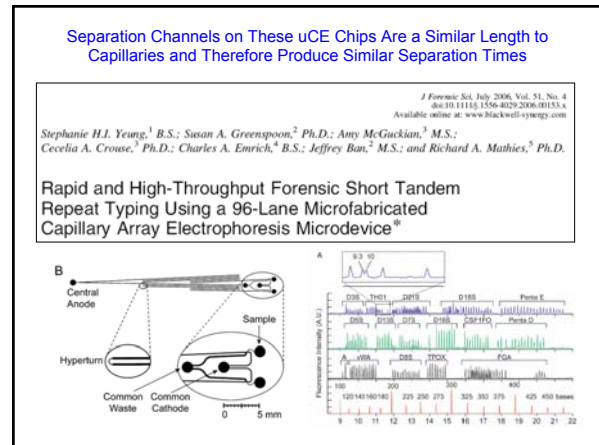 Separation Channels on These uCE Chips Are a Similar Length to
Capillaries and Therefore Produce Similar Separation Times
J Forensic Sci, July 2006, Vol. 51, No. 4
doi:10.1111/j.1556-4029.2006.00153.x
Available online at: www.blackwell-synergy.com
Stephanie H.I. Yeung,1 B.S.; Susan A. Greenspoon,2 Ph.D.; Amy McGuckian,3 M.S.;
Cecelia A. Crouse,3 Ph.D.; Charles A. Emrich,4 B.S.; Jeffrey Ban,2 M.S.; and Richard A. Mathies,5 Ph.D.
Rapid and High-Throughput Forensic Short Tandem
Repeat Typing Using a 96-Lane Microfabricated
Capillary Array Electrophoresis Microdevice*
B
Central
Anode
Hyperturn
Sample
Common
Waste
Common
Cathode
0 5 mm
A
9.3 10
D3S TH01 D21S D18S Penta E
D5S D13S D7S D16S CSF1PO Penta D
A vWA D8S TPOX FGA
Fluorescence Intensity (A.U.)
100 200 300 400
120 140 160 180 225 250 275 325 350 375 425 450 bases
9 10 11 12 13 14 15 16 17 18 19 20 21 22